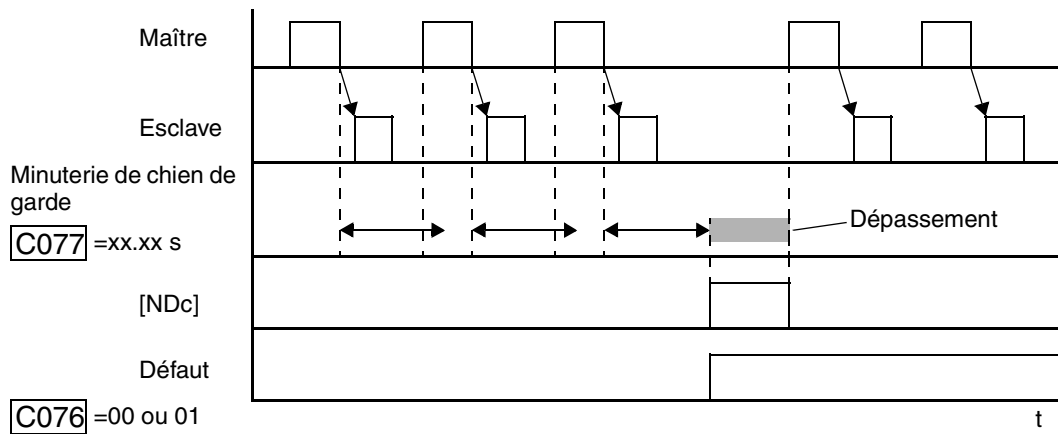 Maître
Esclave
Minuterie de chien de
garde
C077 =xx.xx s
Dépassement
[NDc]
Défaut
C076 =00 ou 01
t